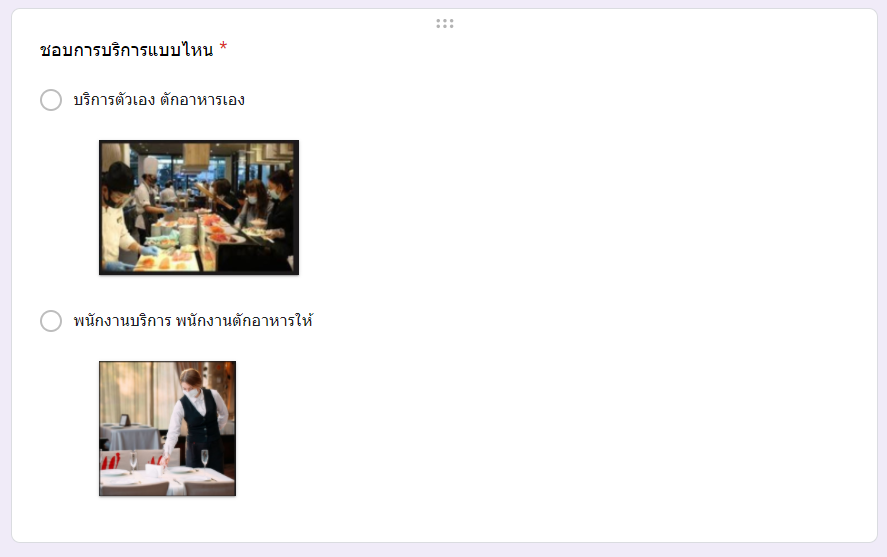 ชอบการบริการแบบไหน *
บริการตัวเอง ตักอาหารเอง
พนักงานบริการ พนักงานตักอาหารให้